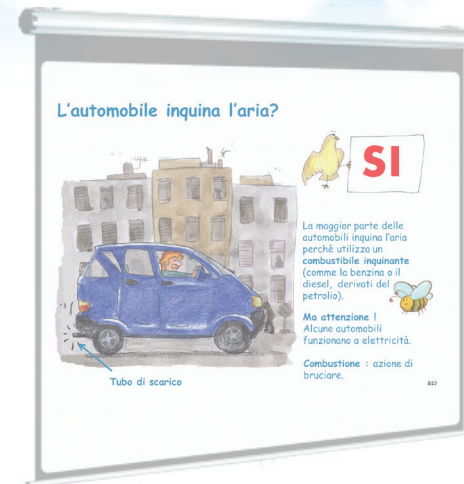 L'automobile inquina l'aria?
SI
La maggior parte delle
automobili inquina l'aria
perchè utilizza un
combustibile inquinante
(come la benzina o il
diesel, derivati del
petrolio).
Ma attenzione !
Alcune automobili
funzionano a elettricità.
Combustione : azione di
bruciare.
Tubo di scarico
B10